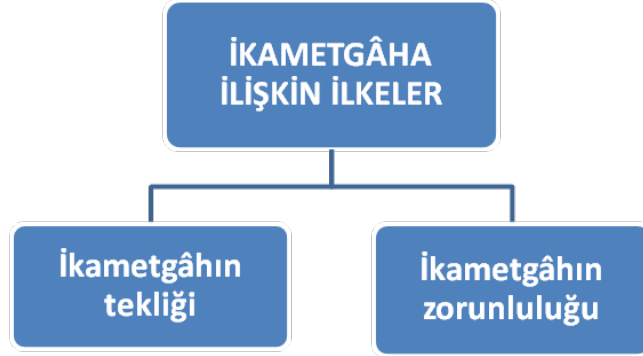 İKAMETGÂHA
İLİŞKİN İLKELER
İkametgâhın
tekliği
İkametgâhın
zorunluluğu